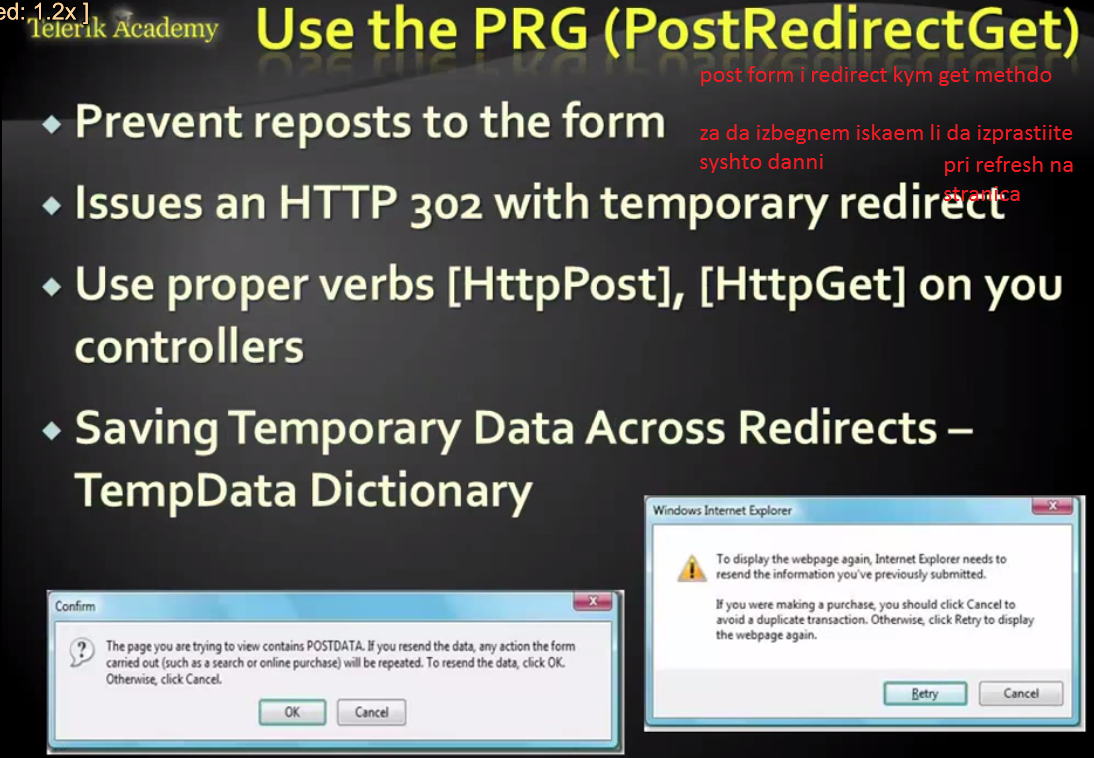 ed: 1.2x ]
Telerik Academy
Use the PRG (PostRedirectGet)
post form i redirect kym get methdo
Prevent reposts to the form
za da izbegnem iskaem li da izprastiite
syshto danni
pri refresh na
stranica
Issues an HTTP 302 with temporary redirect
Use proper verbs [HttpPost], [HttpGet] on you
controllers
Saving Temporary Data Across Redirects –
TempData Dictionary
Windows Internet Explorer
To display the webpage again, Internet Explorer needs to
resend the information you've previously submitted.
If you were making a purchase, you should click Cancel to
avoid a duplicate transaction. Otherwise, click Retry to display
the webpage again.
Retry
Cancel
Confirm
The page you are trying to view contains POSTDATA. If you resend the data, any action the form
carried out (such as a search or online purchase) will be repeated. To resend the data, click OK.
Otherwise, click Cancel.
OK
Cancel